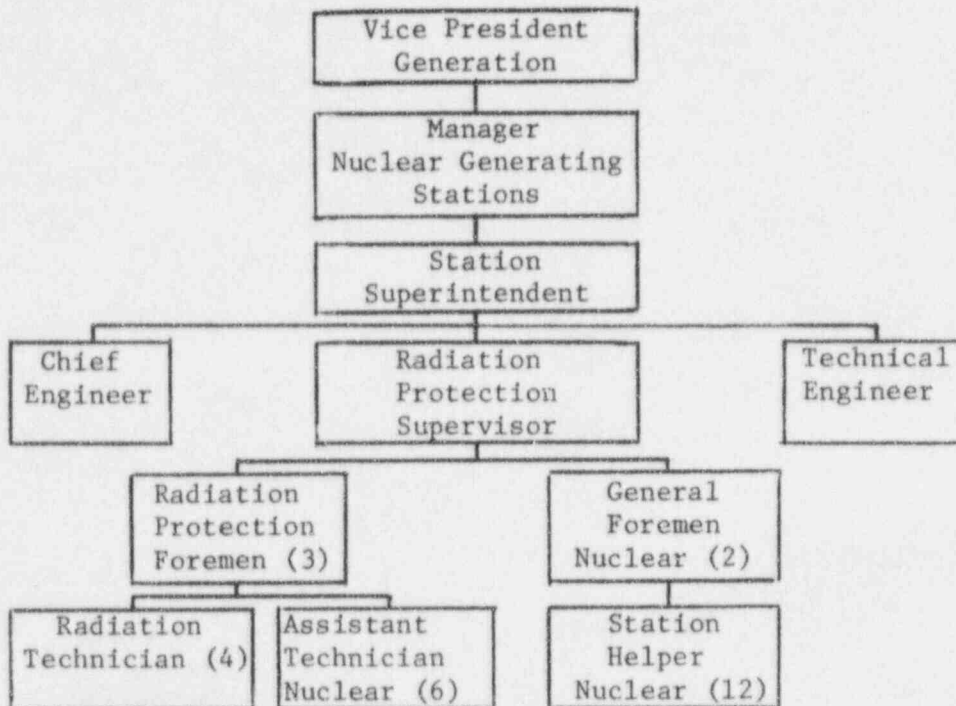 Vice President
Generation
Manager
Nuclear Generating
Stations
Station
Superintendent
Chief
Engineer
Radiation
Protection
Supervisor
Technical
Engineer
Radiation
Protection
Foremen (3)
General
Foremen
Nuclear (2)
Radiation
Technician (4)
Assistant
Technician
Nuclear (6)
Station
Helper
Nuclear (12)